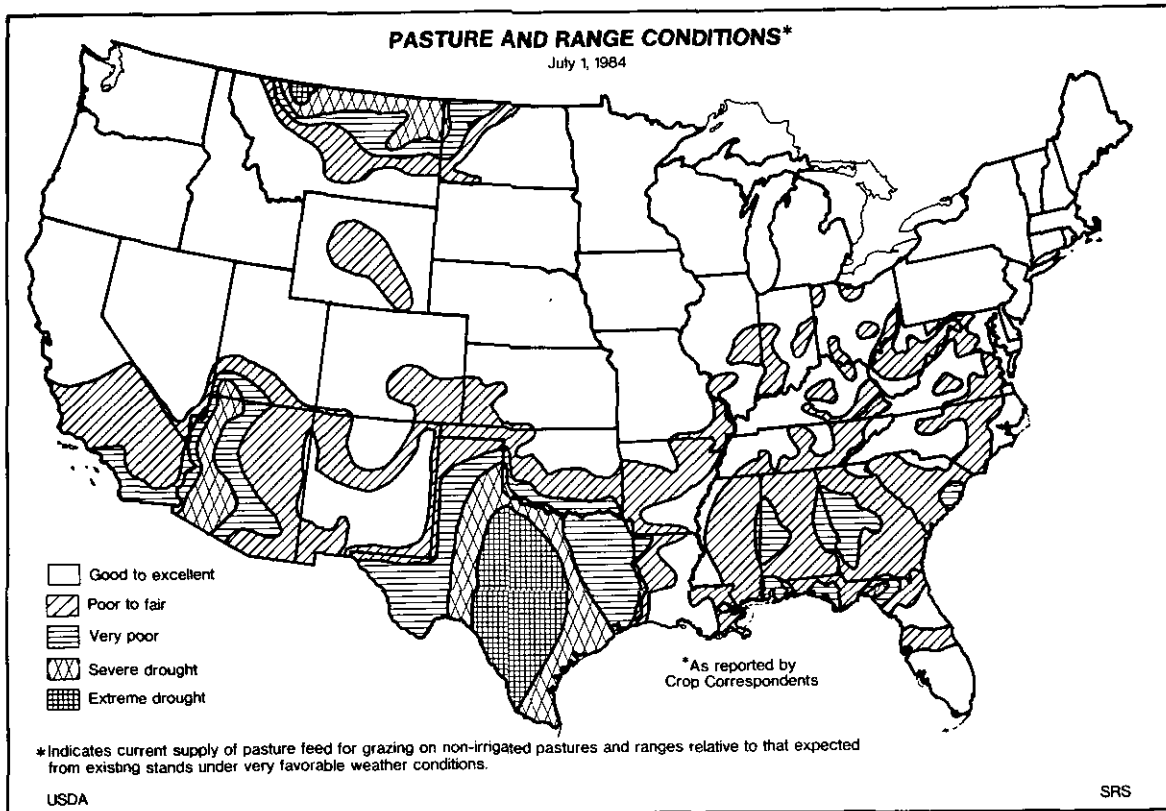 PASTURE AND RANGE CONDITIONS*
July 1, 1984
Good to excellent
Poor to fair
Very poor
Severe drought
Extreme drought
*As reported by
Crop Correspondents
*Indicates current supply of pasture feed for grazing on non-irrigated pastures and ranges relative to that expected
from existing stands under very favorable weather conditions.
USDA
SRS